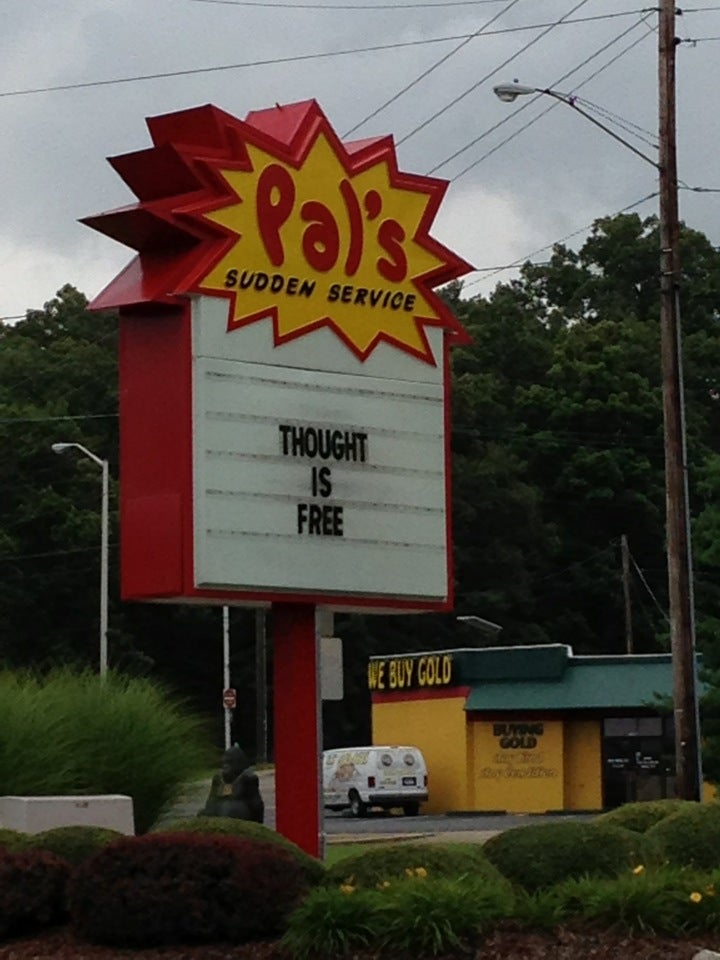 Pal's
SUDDEN SERVICE
THOUGHT
IS
FREE
WE BUY GOLD
BUYING
GOLD